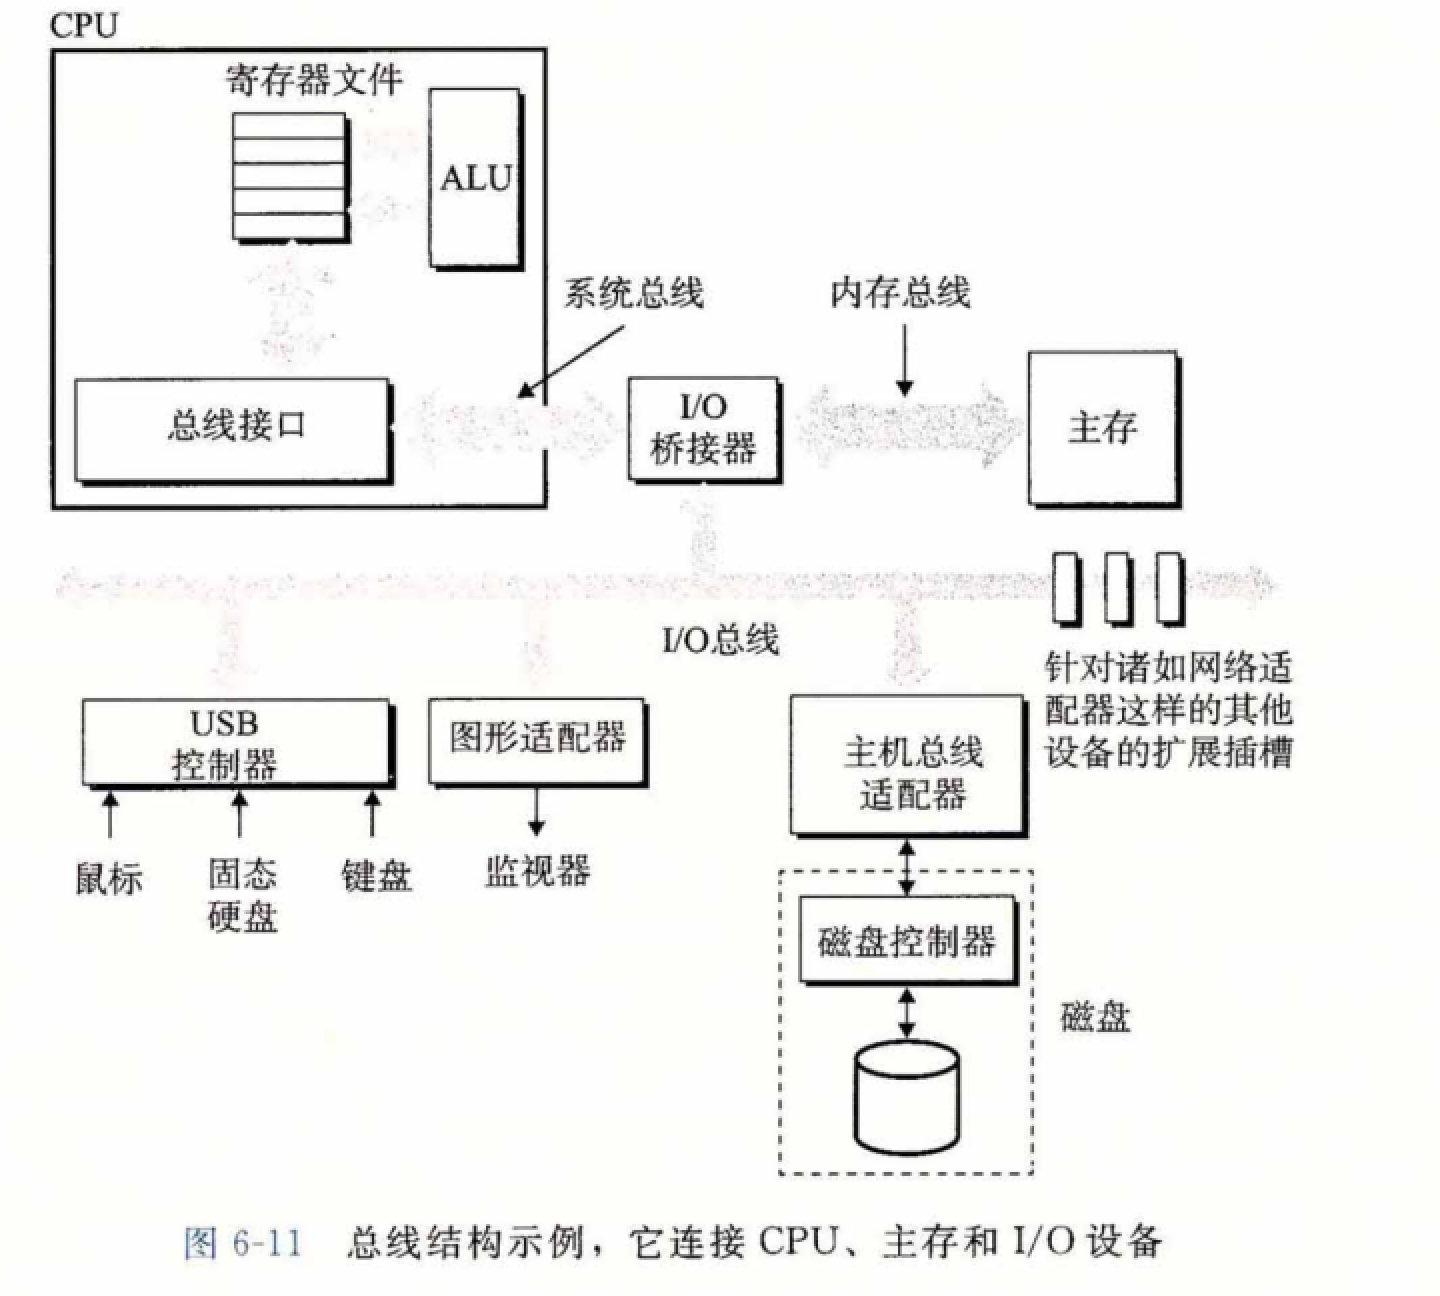 CPU
寄存器文件
ALU
系统总线
内存总线
总线接口
I/O
桥接器
主存
I/O总线
针对诸如网络适
配器这样的其他
设备的扩展插槽
USB
控制器
图形适配器
主机总线
适配器
鼠标
固态
硬盘
键盘
监视器
磁盘控制器
磁盘
图 6-11 总线结构示例，它连接 CPU、主存和 I/O 设备